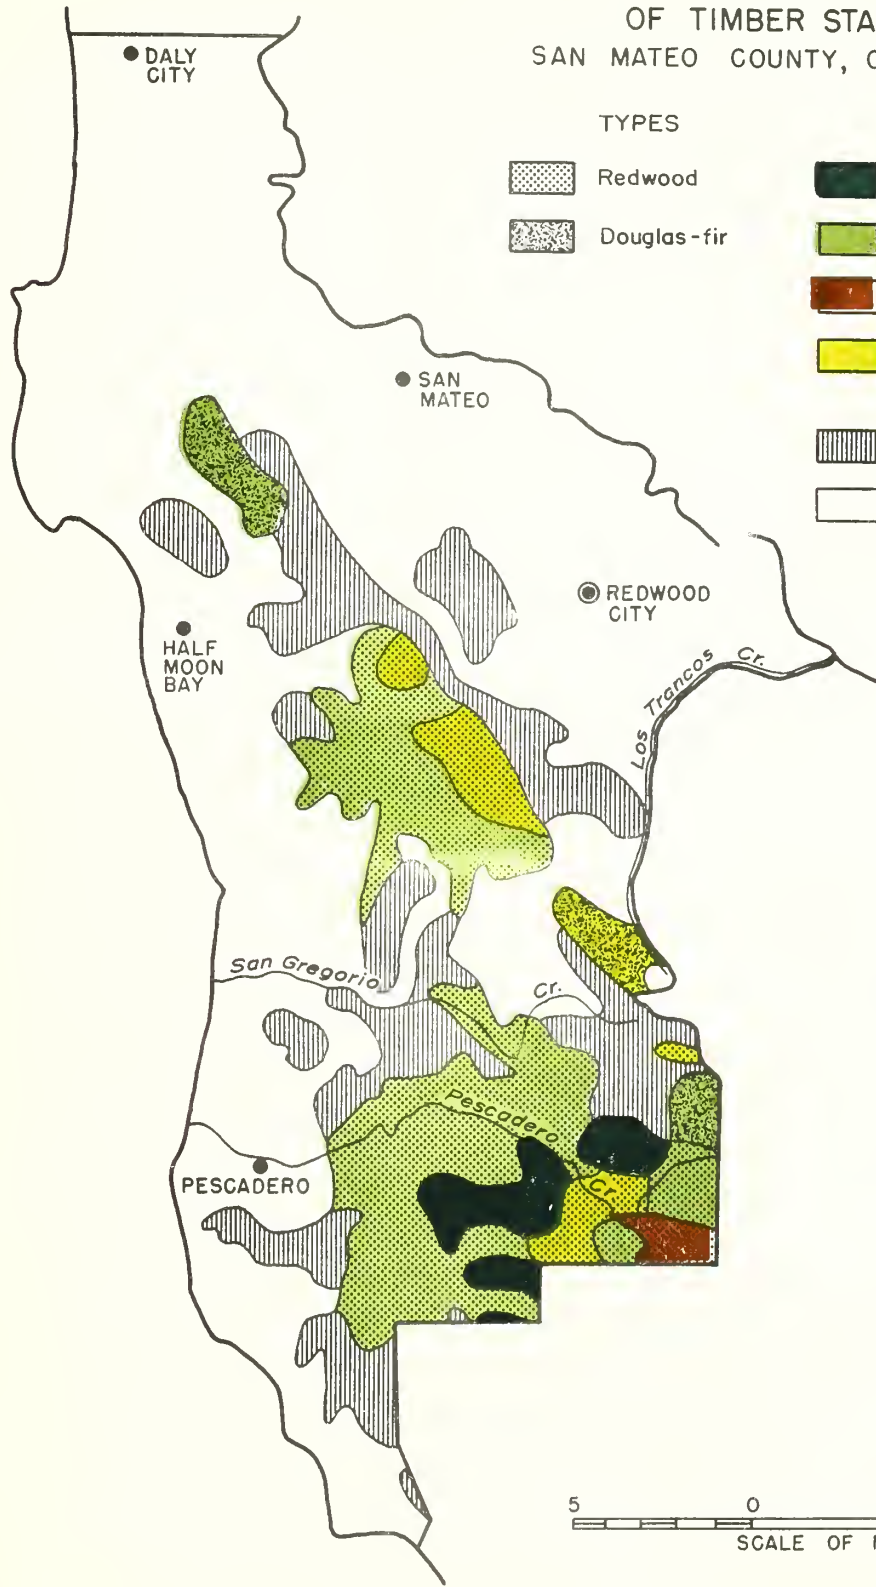 OF TIMBER STA
SAN MATEO COUNTY, C
TYPES
Redwood
Douglas-fir
DALY
CITY
SAN
MATEO
REDWOOD
CITY
HALF
MOON
BAY
Los Trancos Cr.
San Gregorio Cr.
Pescadero Cr.
PESCADERO
5 0
SCALE OF